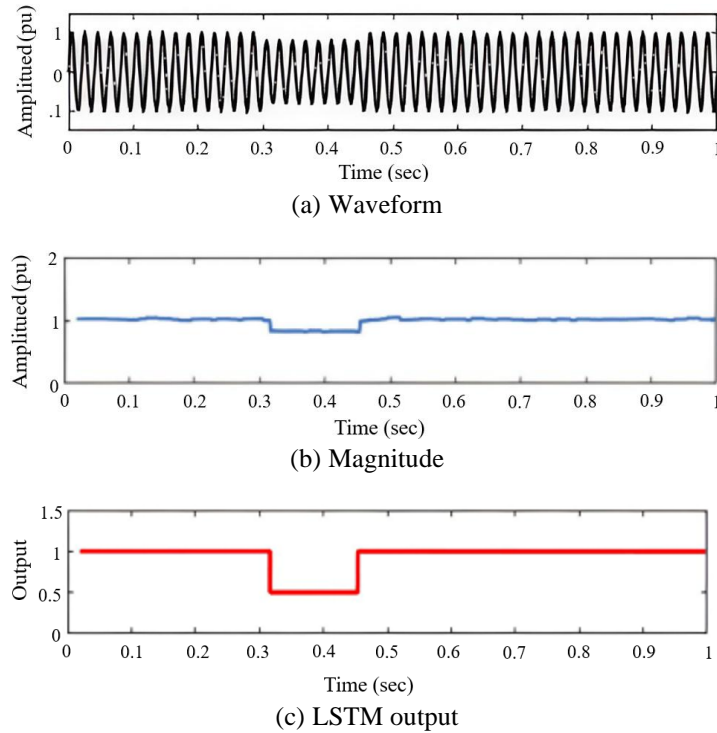 Amplitued (pu)
1
0
.1
0 0.1 0.2 0.3 0.4 0.5 0.6 0.7 0.8 0.9 1
Time (sec)
(a) Waveform
Amplitued (pu)
2
1
0
0 0.1 0.2 0.3 0.4 0.5 0.6 0.7 0.8 0.9 1
Time (sec)
(b) Magnitude
Output
1.5
1
0.5
0
0 0.1 0.2 0.3 0.4 0.5 0.6 0.7 0.8 0.9 1
Time (sec)
(c) LSTM output